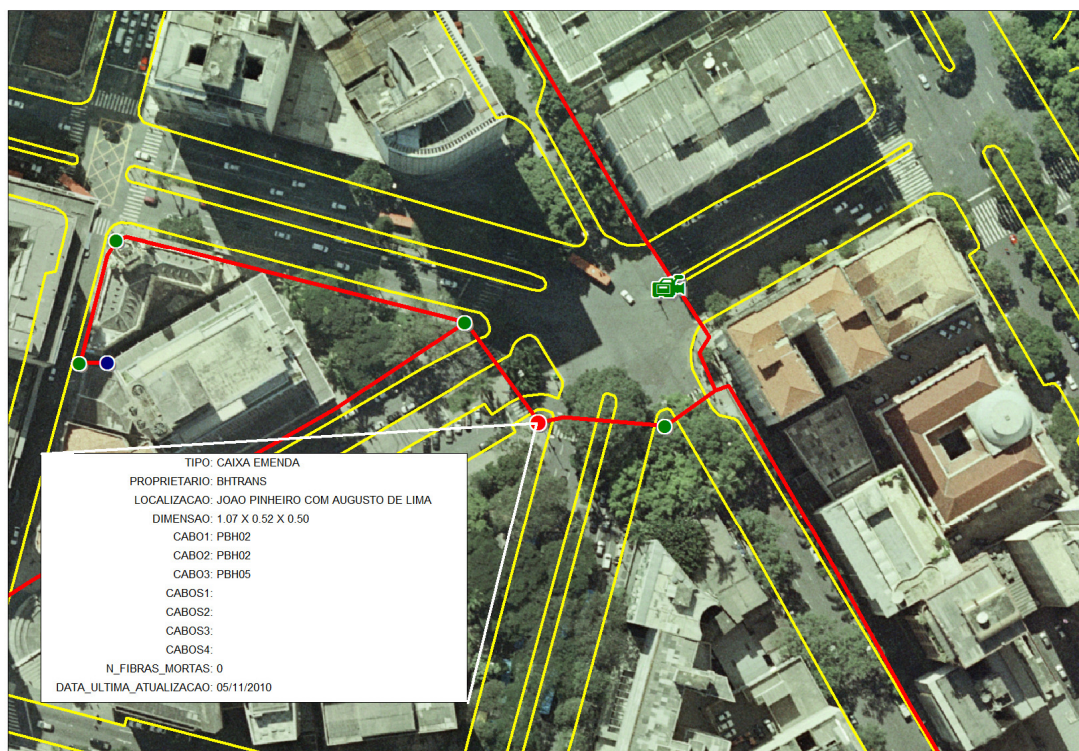 TIPO: CAIXA EMENDA
PROPRIETARIO: BHTRANS
LOCALIZACAO: JOAO PINHEIRO COM AUGUSTO DE LIMA
DIMENSAO: 1.07 X 0.52 X 0.50
CABO1: PBH02
CABO2: PBH02
CABO3: PBH05
CABOS1:
CABOS2:
CABOS3:
CABOS4:
N_FIBRAS_MORTAS: 0
DATA_ULTIMA_ATUALIZACAO: 05/11/2010